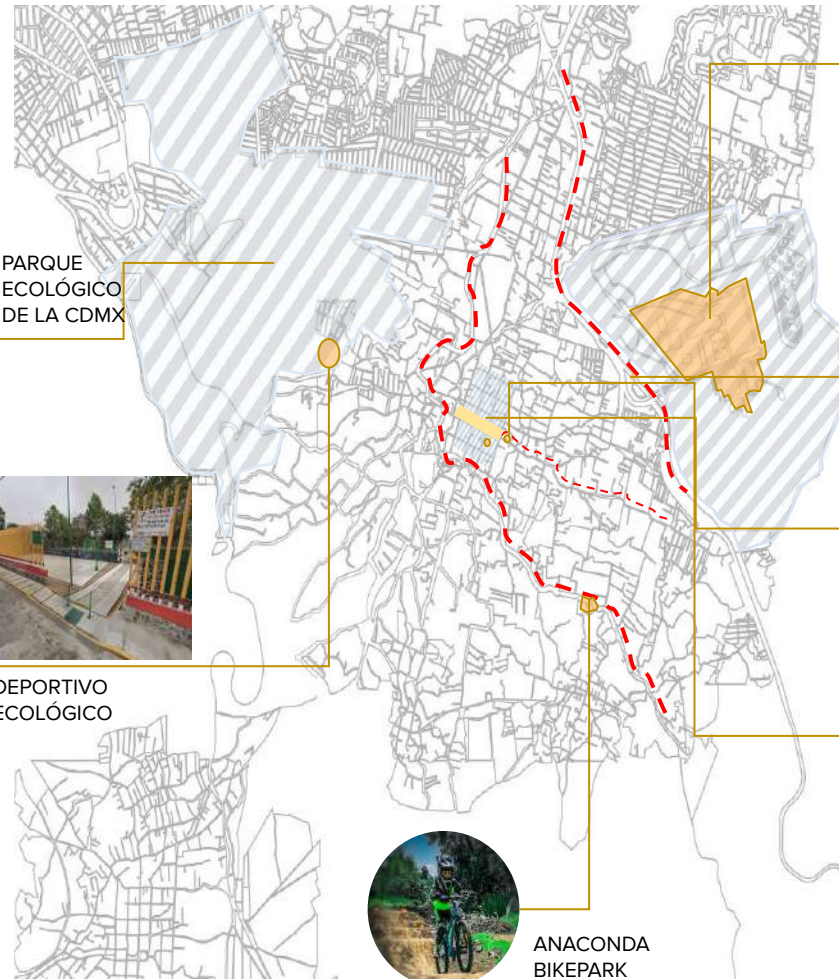 PARQUE
ECOLÓGICO
DE LA CDMX
DEPORTIVO
ECOLÓGICO
ANACONDA
BIKEPARK